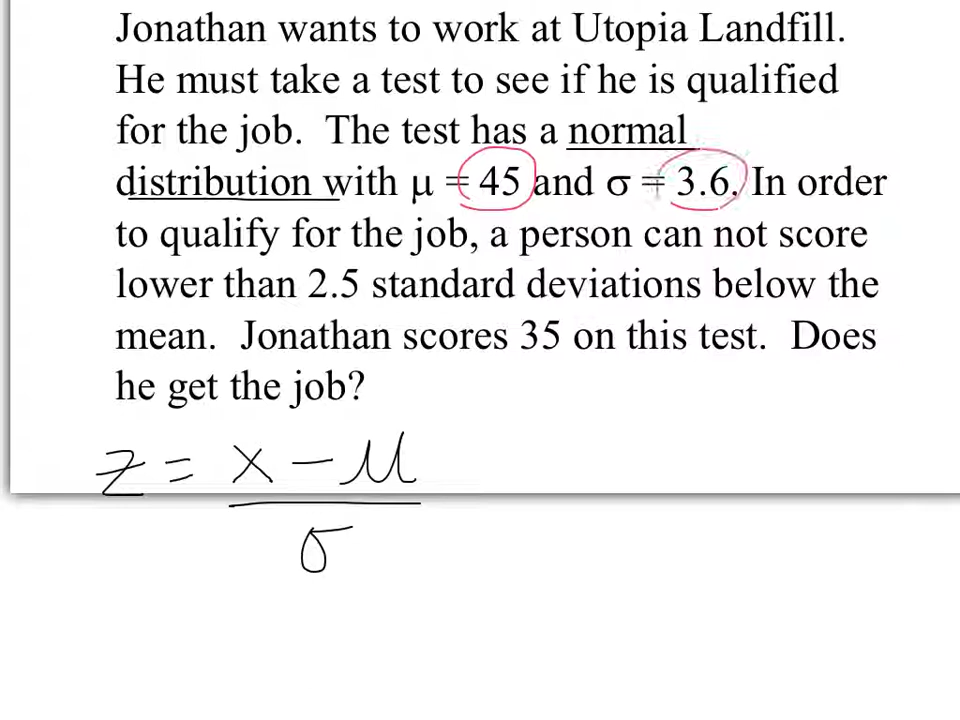 Jonathan wants to work at Utopia Landfill.
He must take a test to see if he is qualified
for the job. The test has a normal
distribution with μ = 45 and σ = 3.6. In order
to qualify for the job, a person can not score
lower than 2.5 standard deviations below the
mean. Jonathan scores 35 on this test. Does
he get the job?
z = x - μ
σ